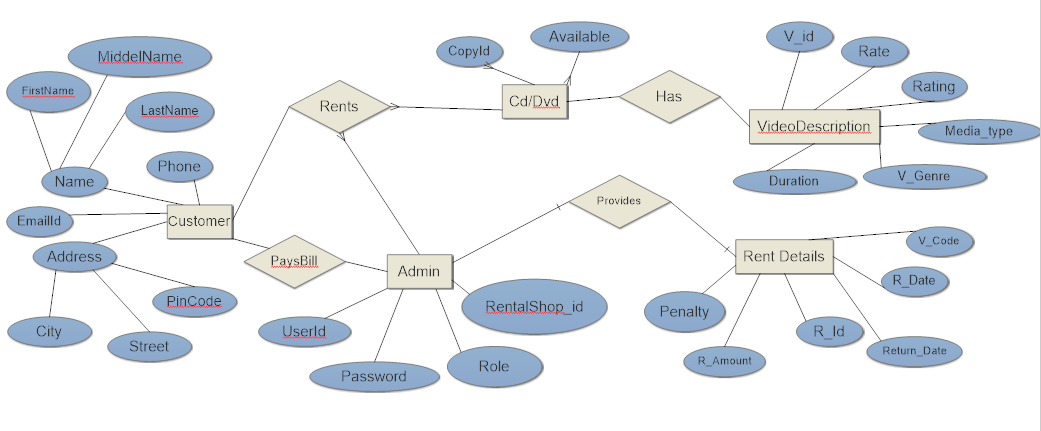 MiddelName
FirstName
LastName
Name
Phone
EmailId
Customer
Address
City
Street
PinCode
Rents
PaysBill
Admin
UserId
Password
Role
RentalShop_id
CopyId
Available
Cd/Dvd
Has
V_id
Rate
Rating
VideoDescription
Media_type
Duration
V_Genre
Provides
Rent Details
V_Code
R_Date
Penalty
R_Id
R_Amount
Return_Date